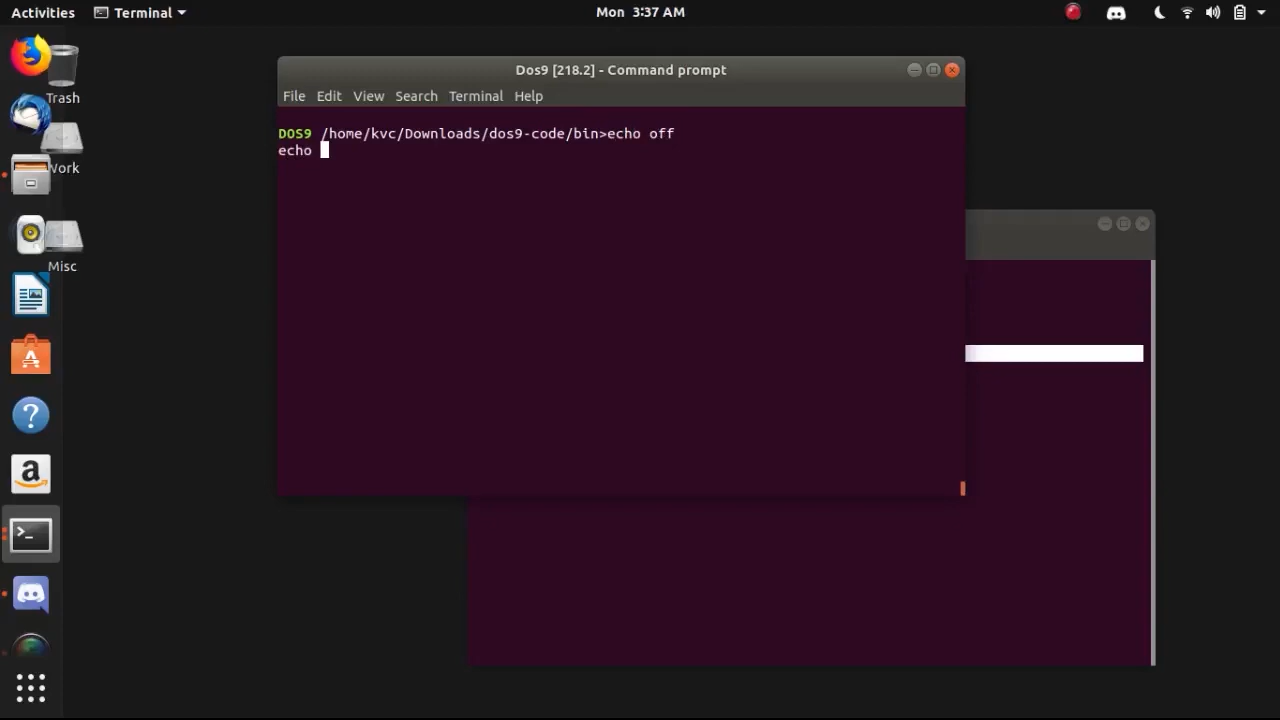 Activities Terminal Mon 3:37 AM
Trash
Work
Misc
Dos9 [218.2] - Command prompt
File Edit View Search Terminal Help
DOS9 /home/kvc/Downloads/dos9-code/bin>echo off
echo